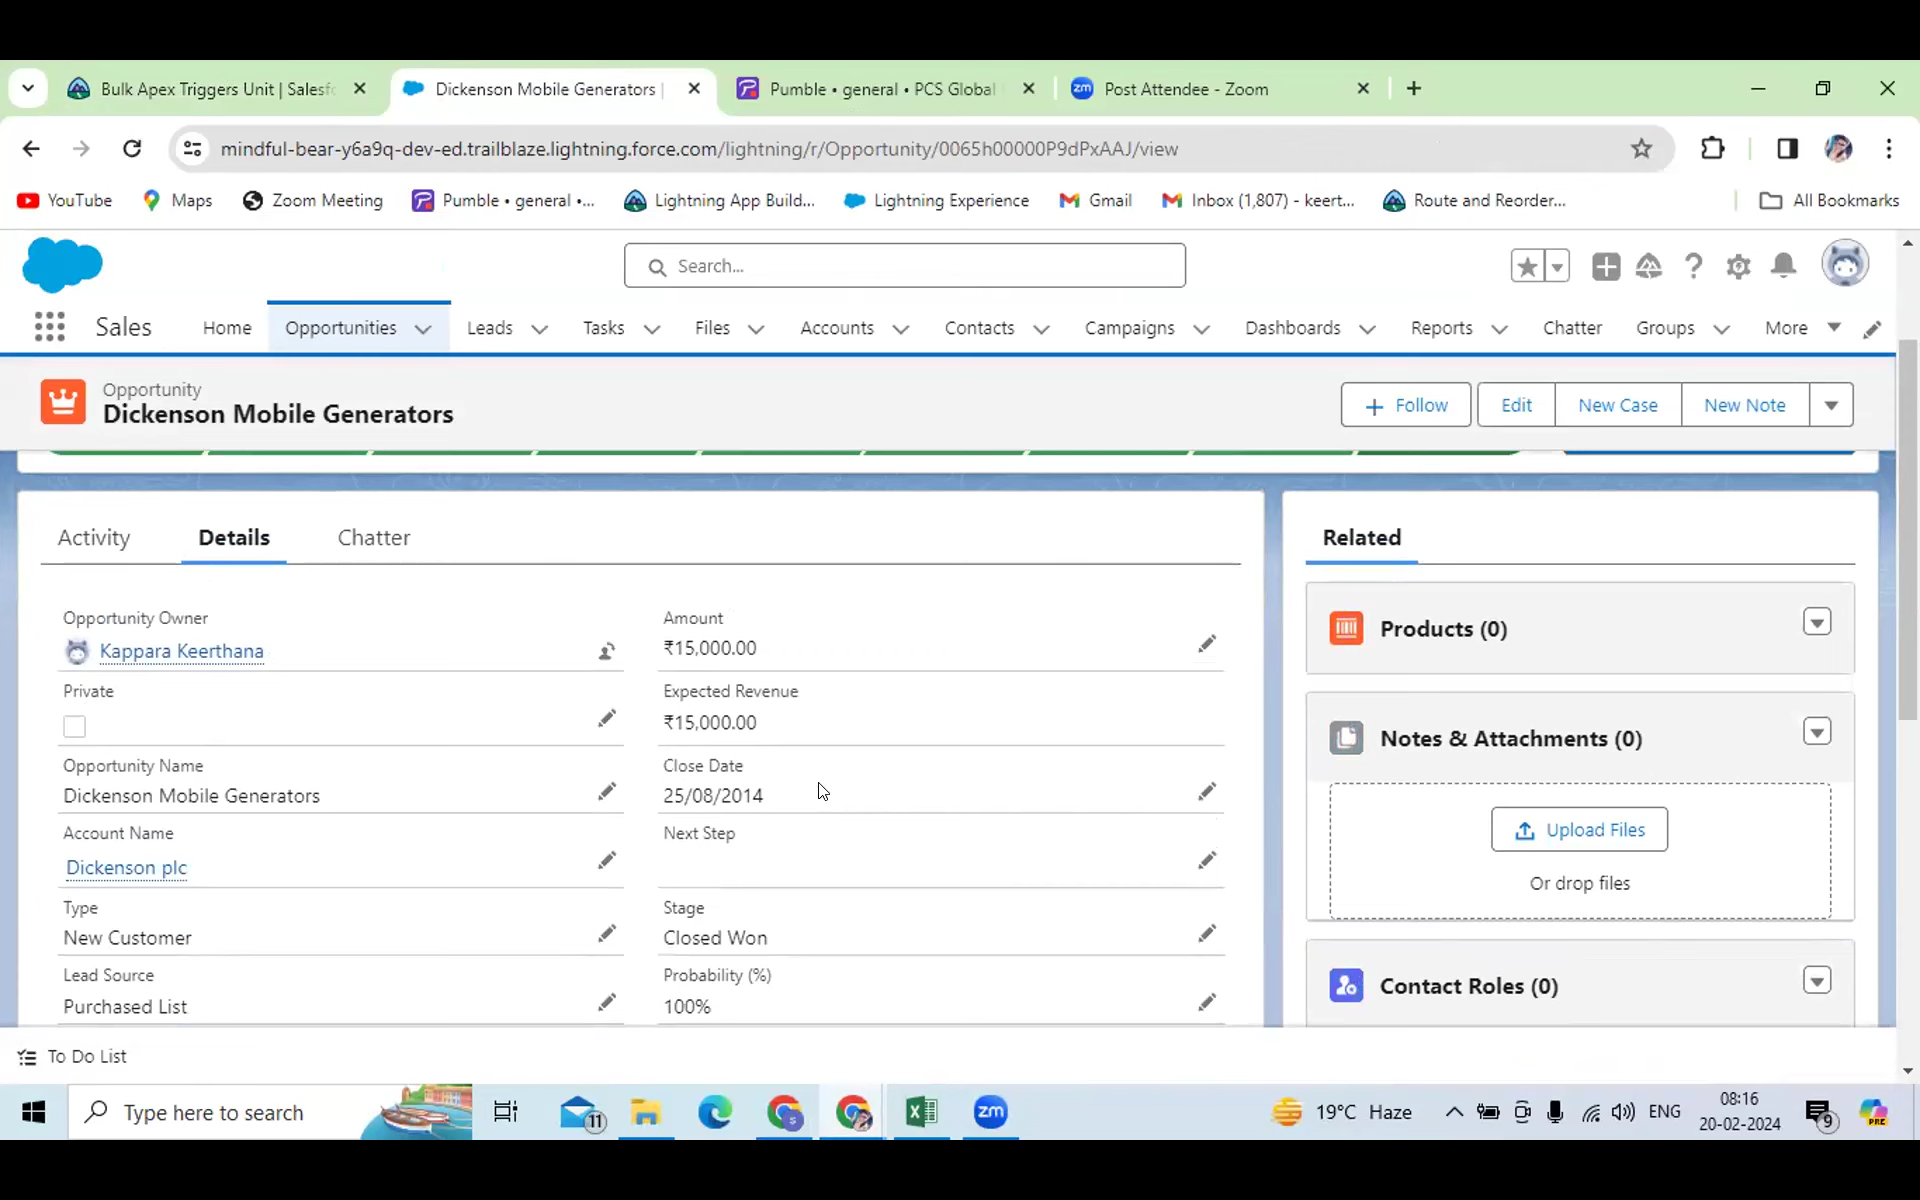 Bulk Apex Triggers Unit | Salesf
Dickenson Mobile Generators |
Pumble • general • PCS Global
zm Post Attendee - Zoom
mindful-bear-y6a9q-dev-ed.trailblaze.lightning.force.com/lightning/r/Opportunity/0065h00000P9dPxAAJ/view
YouTube
Maps
Zoom Meeting
Pumble • general •...
Lightning App Build...
Lightning Experience
Gmail
Inbox (1,807) - keert...
Route and Reorder...
All Bookmarks
Search...
Sales
Home
Opportunities
Leads
Tasks
Files
Accounts
Contacts
Campaigns
Dashboards
Reports
Chatter
Groups
More
Opportunity
Dickenson Mobile Generators
Follow
Edit
New Case
New Note
Activity
Details
Chatter
Related
Opportunity Owner
Kappara Keerthana
Amount
₹15,000.00
Private
Expected Revenue
₹15,000.00
Opportunity Name
Dickenson Mobile Generators
Close Date
25/08/2014
Account Name
Dickenson plc
Next Step
Type
New Customer
Stage
Closed Won
Lead Source
Purchased List
Probability (%)
100%
Products (0)
Notes & Attachments (0)
Upload Files
Or drop files
Contact Roles (0)
To Do List
Type here to search
11
zm
19°C Haze
ENG
08:16
20-02-2024
9
PRE